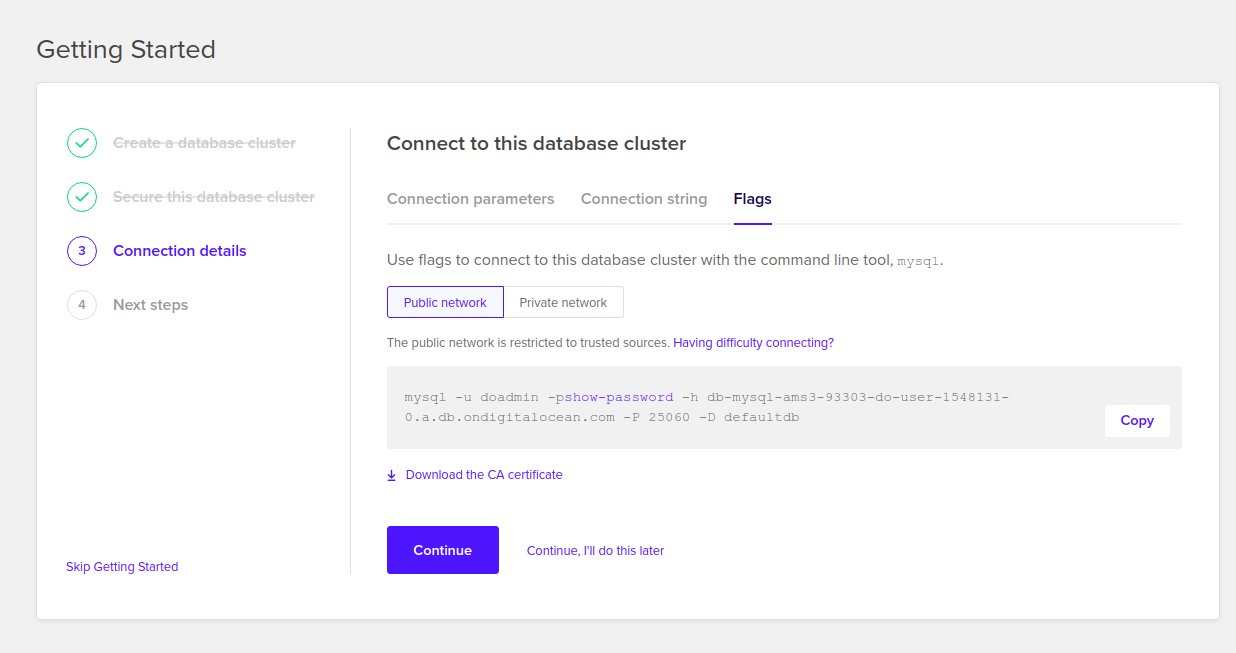 Getting Started
Create a database cluster
Secure this database cluster
3 Connection details
4 Next steps
Skip Getting Started
Connect to this database cluster
Connection parameters Connection string Flags
Use flags to connect to this database cluster with the command line tool, mysql.
Public network Private network
The public network is restricted to trusted sources. Having difficulty connecting?
mysql -u doadmin -pshow-password -h db-mysql-ams3-93303-do-user-1548131-
0.a.db.ondigitalocean.com -P 25060 -D defaultdb
Copy
Download the CA certificate
Continue Continue, I'll do this later